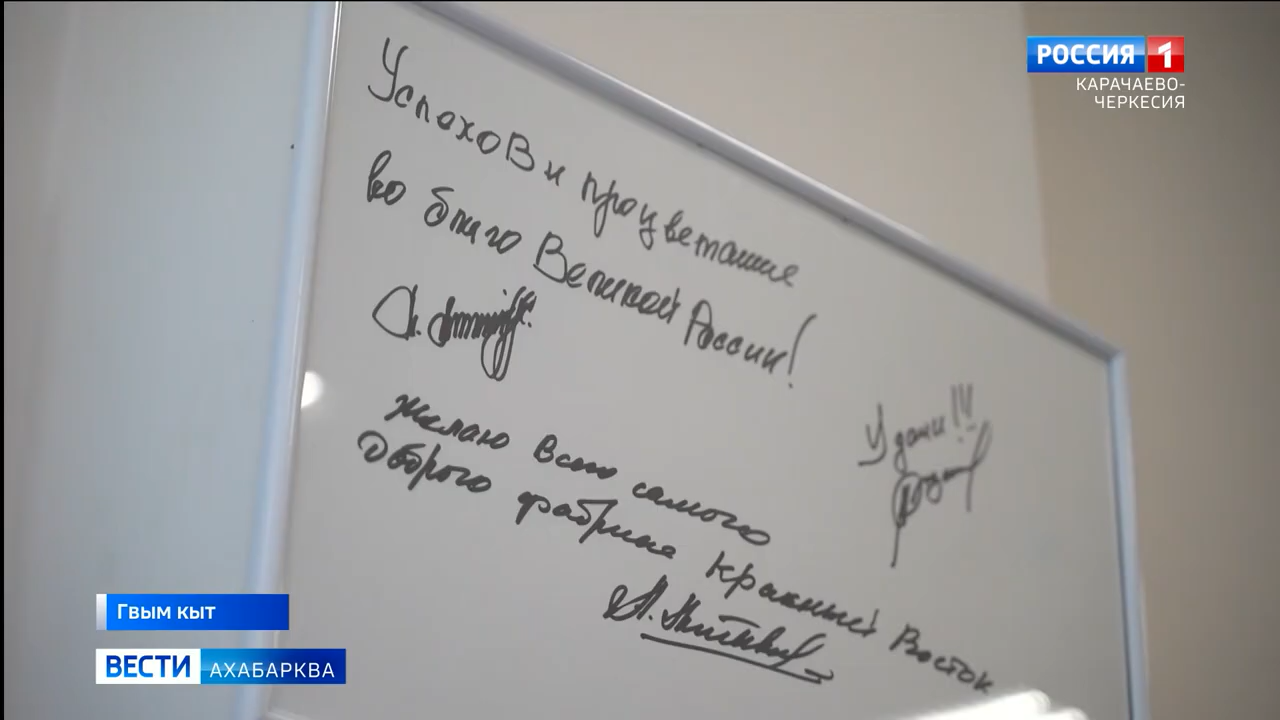 РОССИЯ 1
КАРАЧАЕВО-
ЧЕРКЕСИЯ
Успехов и процветание
во благо Великой России!
Удачи!!!
желаю всего самого
доброго фабрике Красный Восток
Гвым кыт
ВЕСТИ АХАБАРКВА